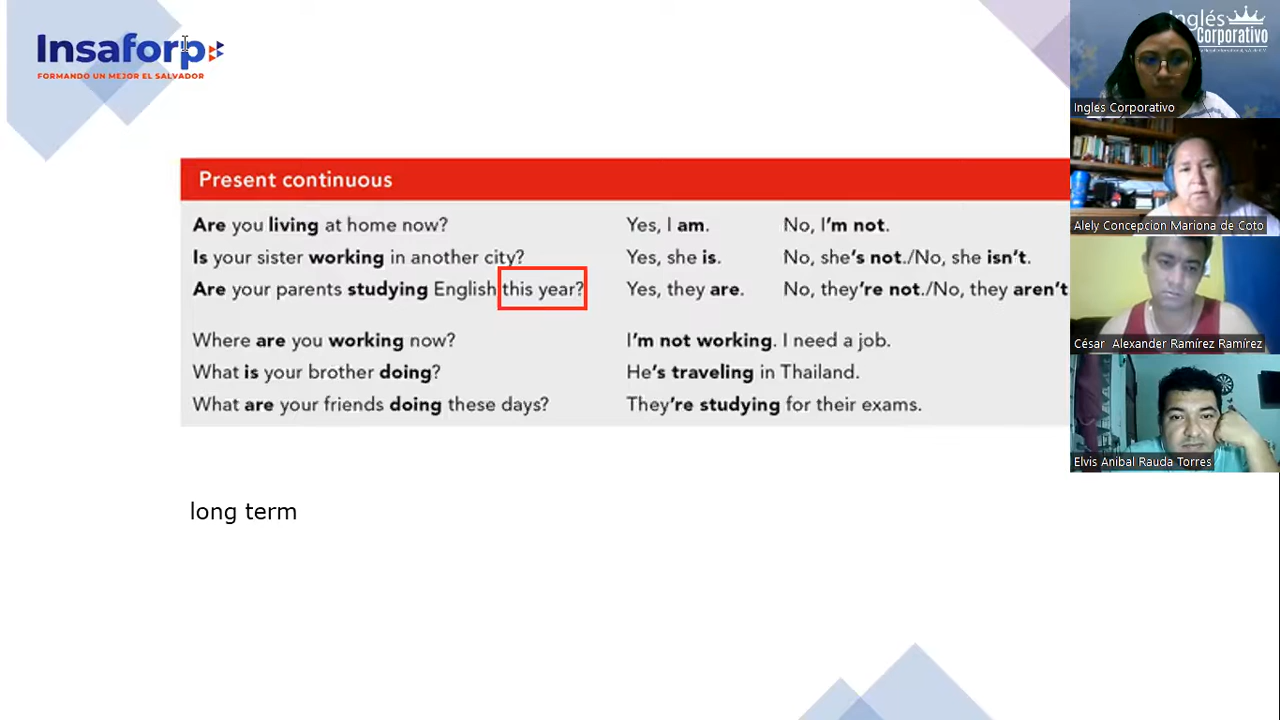 Insaforp
FORMANDO UN MEJOR EL SALVADOR
Present continuous
Are you living at home now? Yes, I am. No, I'm not.
Is your sister working in another city? Yes, she is. No, she's not./No, she isn't.
Are your parents studying English this year? Yes, they are. No, they're not./No, they aren't
Where are you working now? I'm not working. I need a job.
What is your brother doing? He's traveling in Thailand.
What are your friends doing these days? They're studying for their exams.
long term
Inglés
Corporativo
Ingles Corporativo
Alely Concepcion Mariona de Coto
César Alexander Ramírez Ramírez
Elvis Anibal Rauda Torres